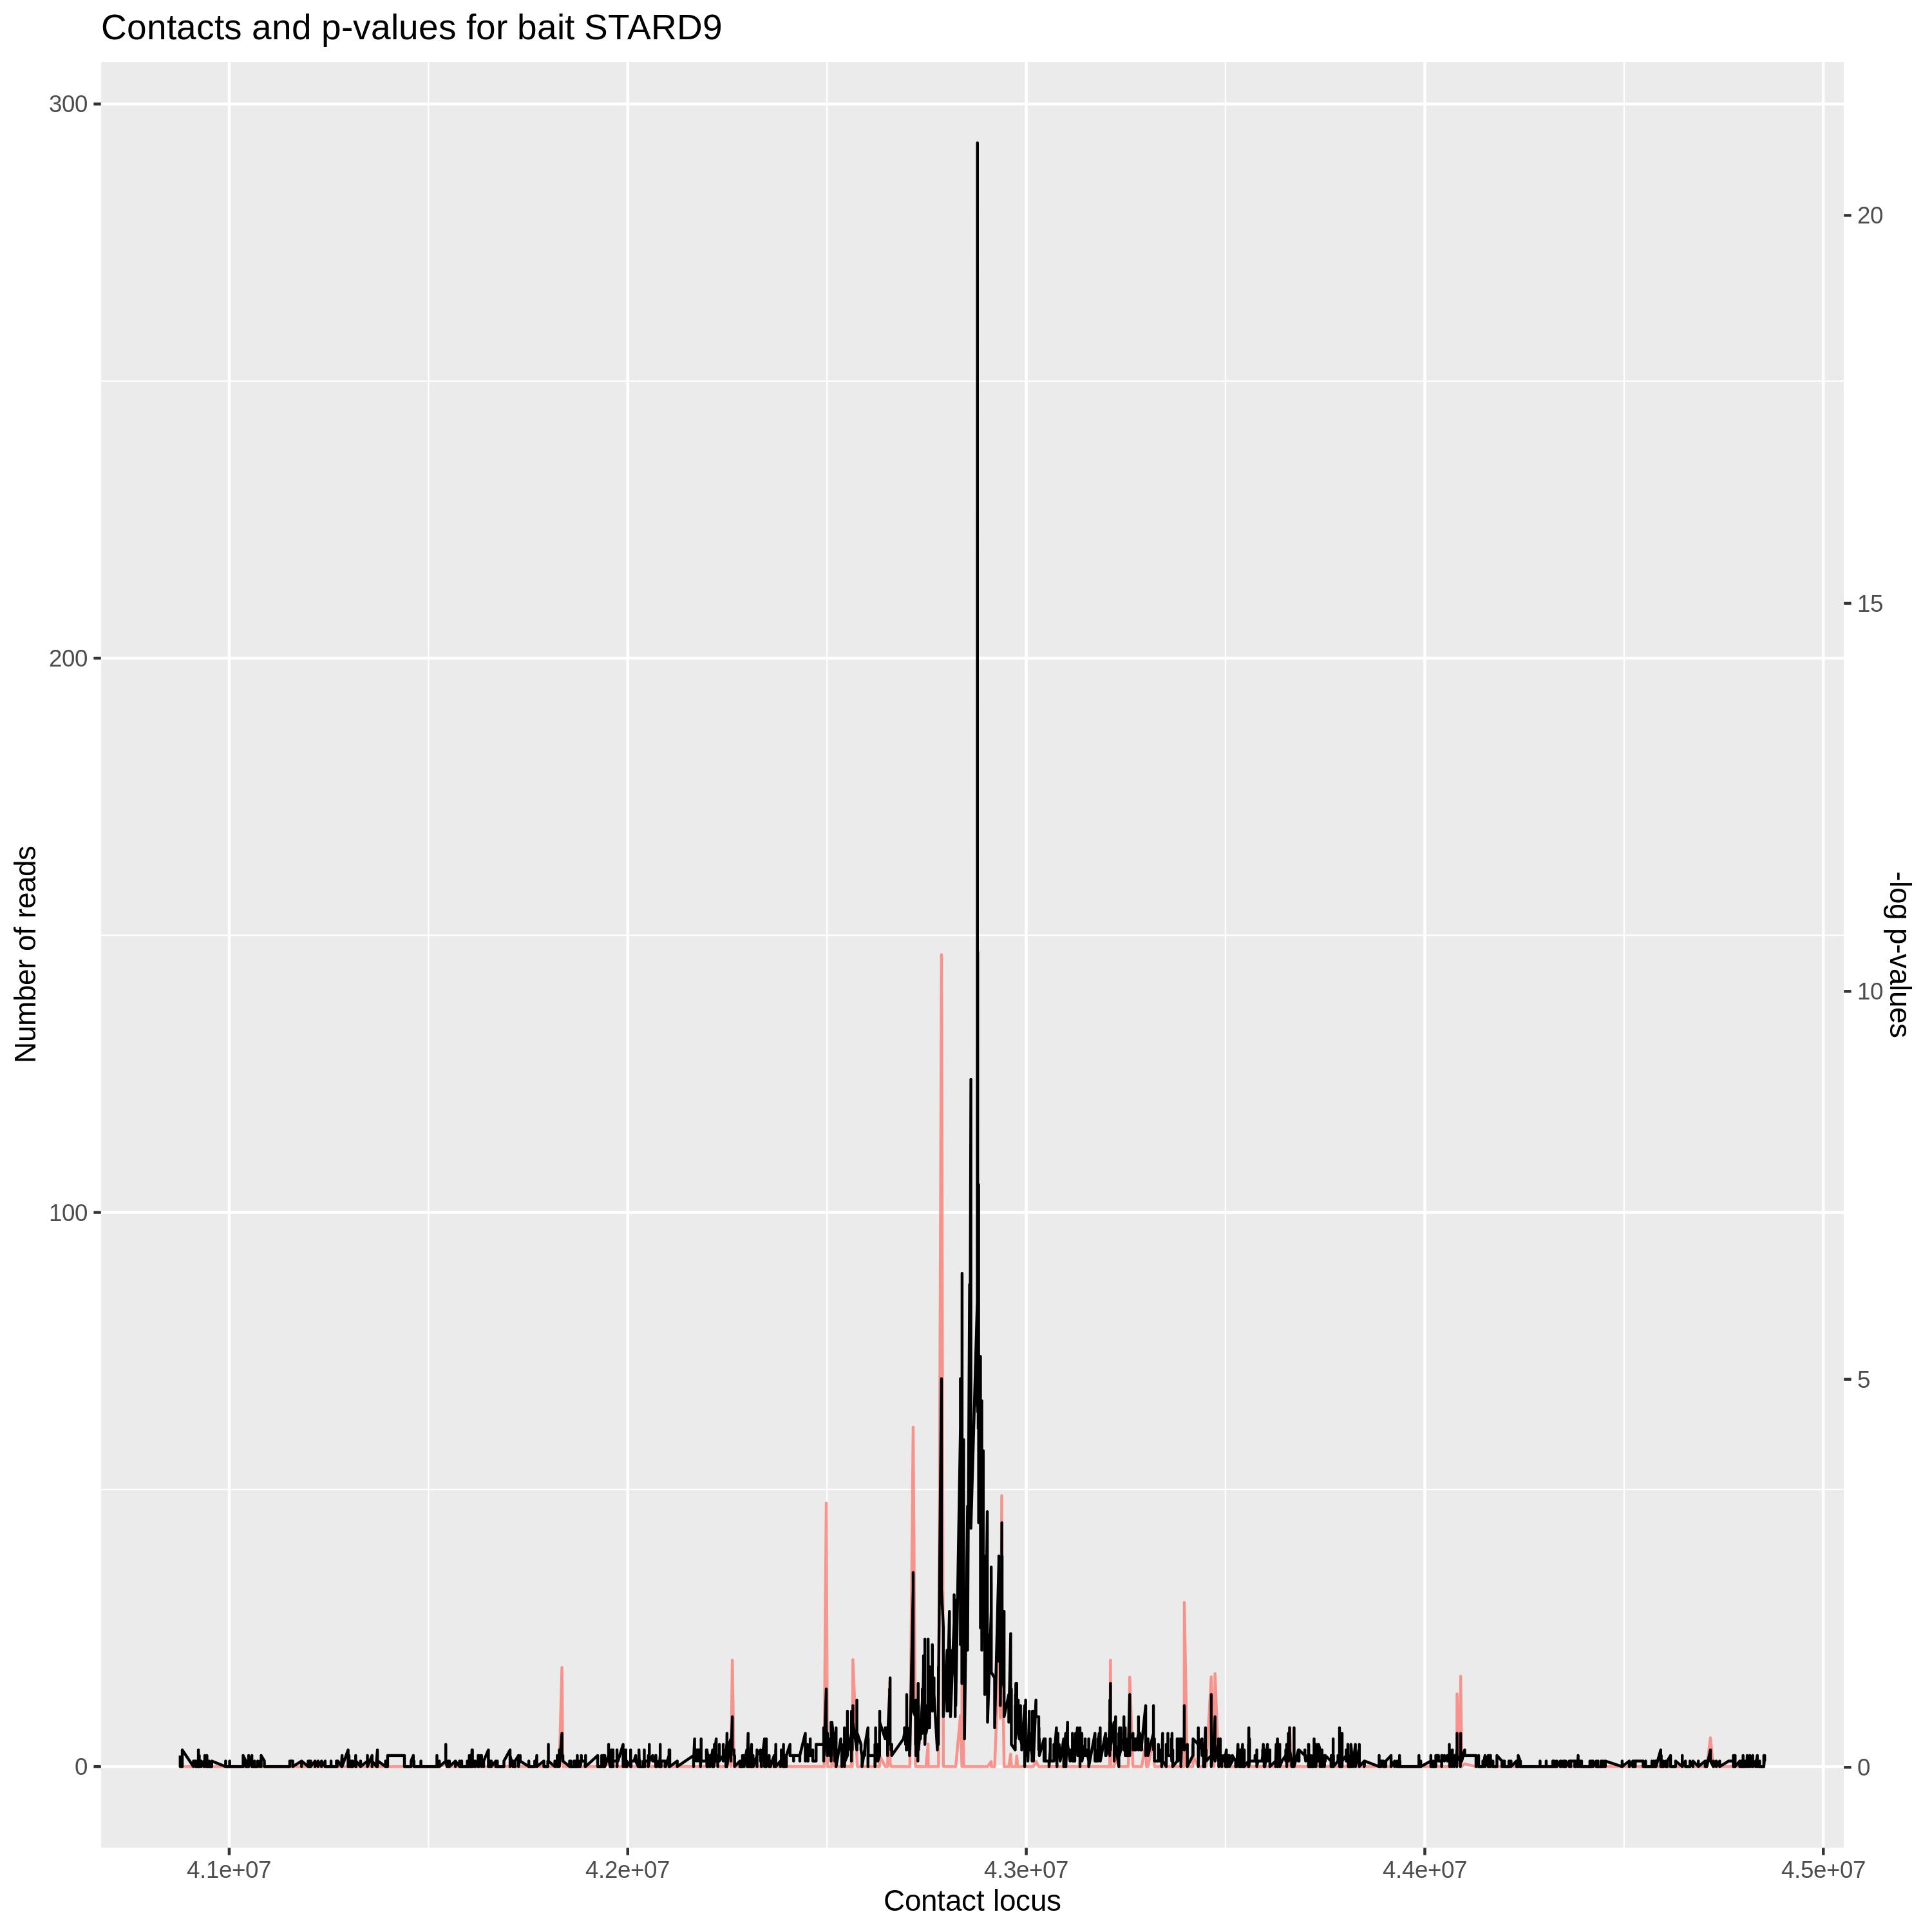 Contacts and p-values for bait STARD9
300
200
100
0
Number of reads
20
15
10
5
0
-log p-values
4.1e+07
4.2e+07
4.3e+07
4.4e+07
4.5e+07
Contact locus